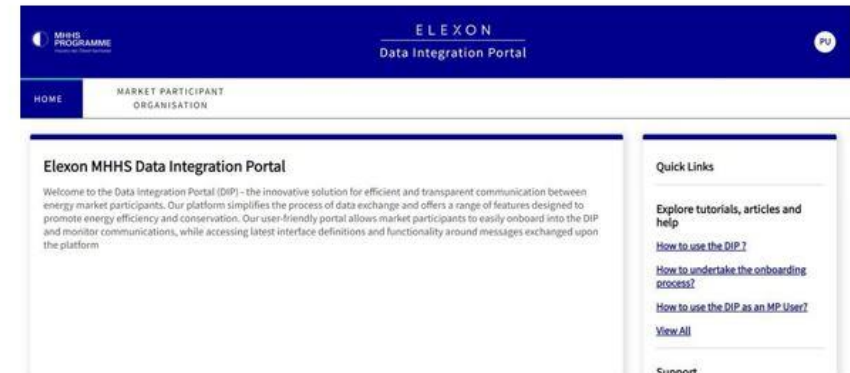 MHHS
PROGRAMME
ELEXON
Data Integration Portal
PU
HOME
MARKET PARTICIPANT
ORGANISATION
Elexon MHHS Data Integration Portal
Welcome to the Data Integration Portal (DIP) - the innovative solution for efficient and transparent communication between
energy market participants. Our platform simplifies the process of data exchange and offers a range of features designed to
promote energy efficiency and conservation. Our user-friendly portal allows market participants to easily onboard into the DIP
and monitor communications, while accessing latest interface definitions and functionality around messages exchanged upon
the platform
Quick Links
Explore tutorials, articles and
help
How to use the DIP ?
How to undertake the onboarding
process?
How to use the DIP as an MP User?
View All
Support